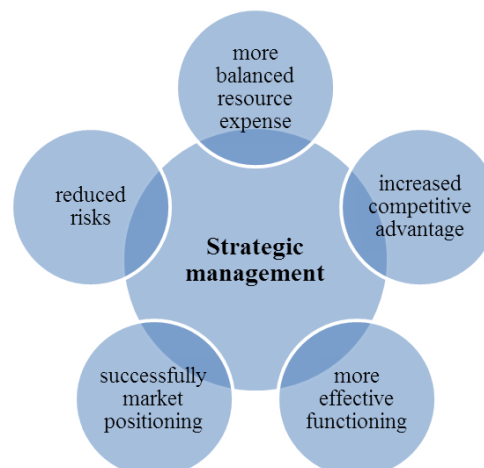 more
balanced
resource
expense
reduced
risks
increased
competitive
advantage
Strategic
management
successfully
market
positioning
more
effective
functioning